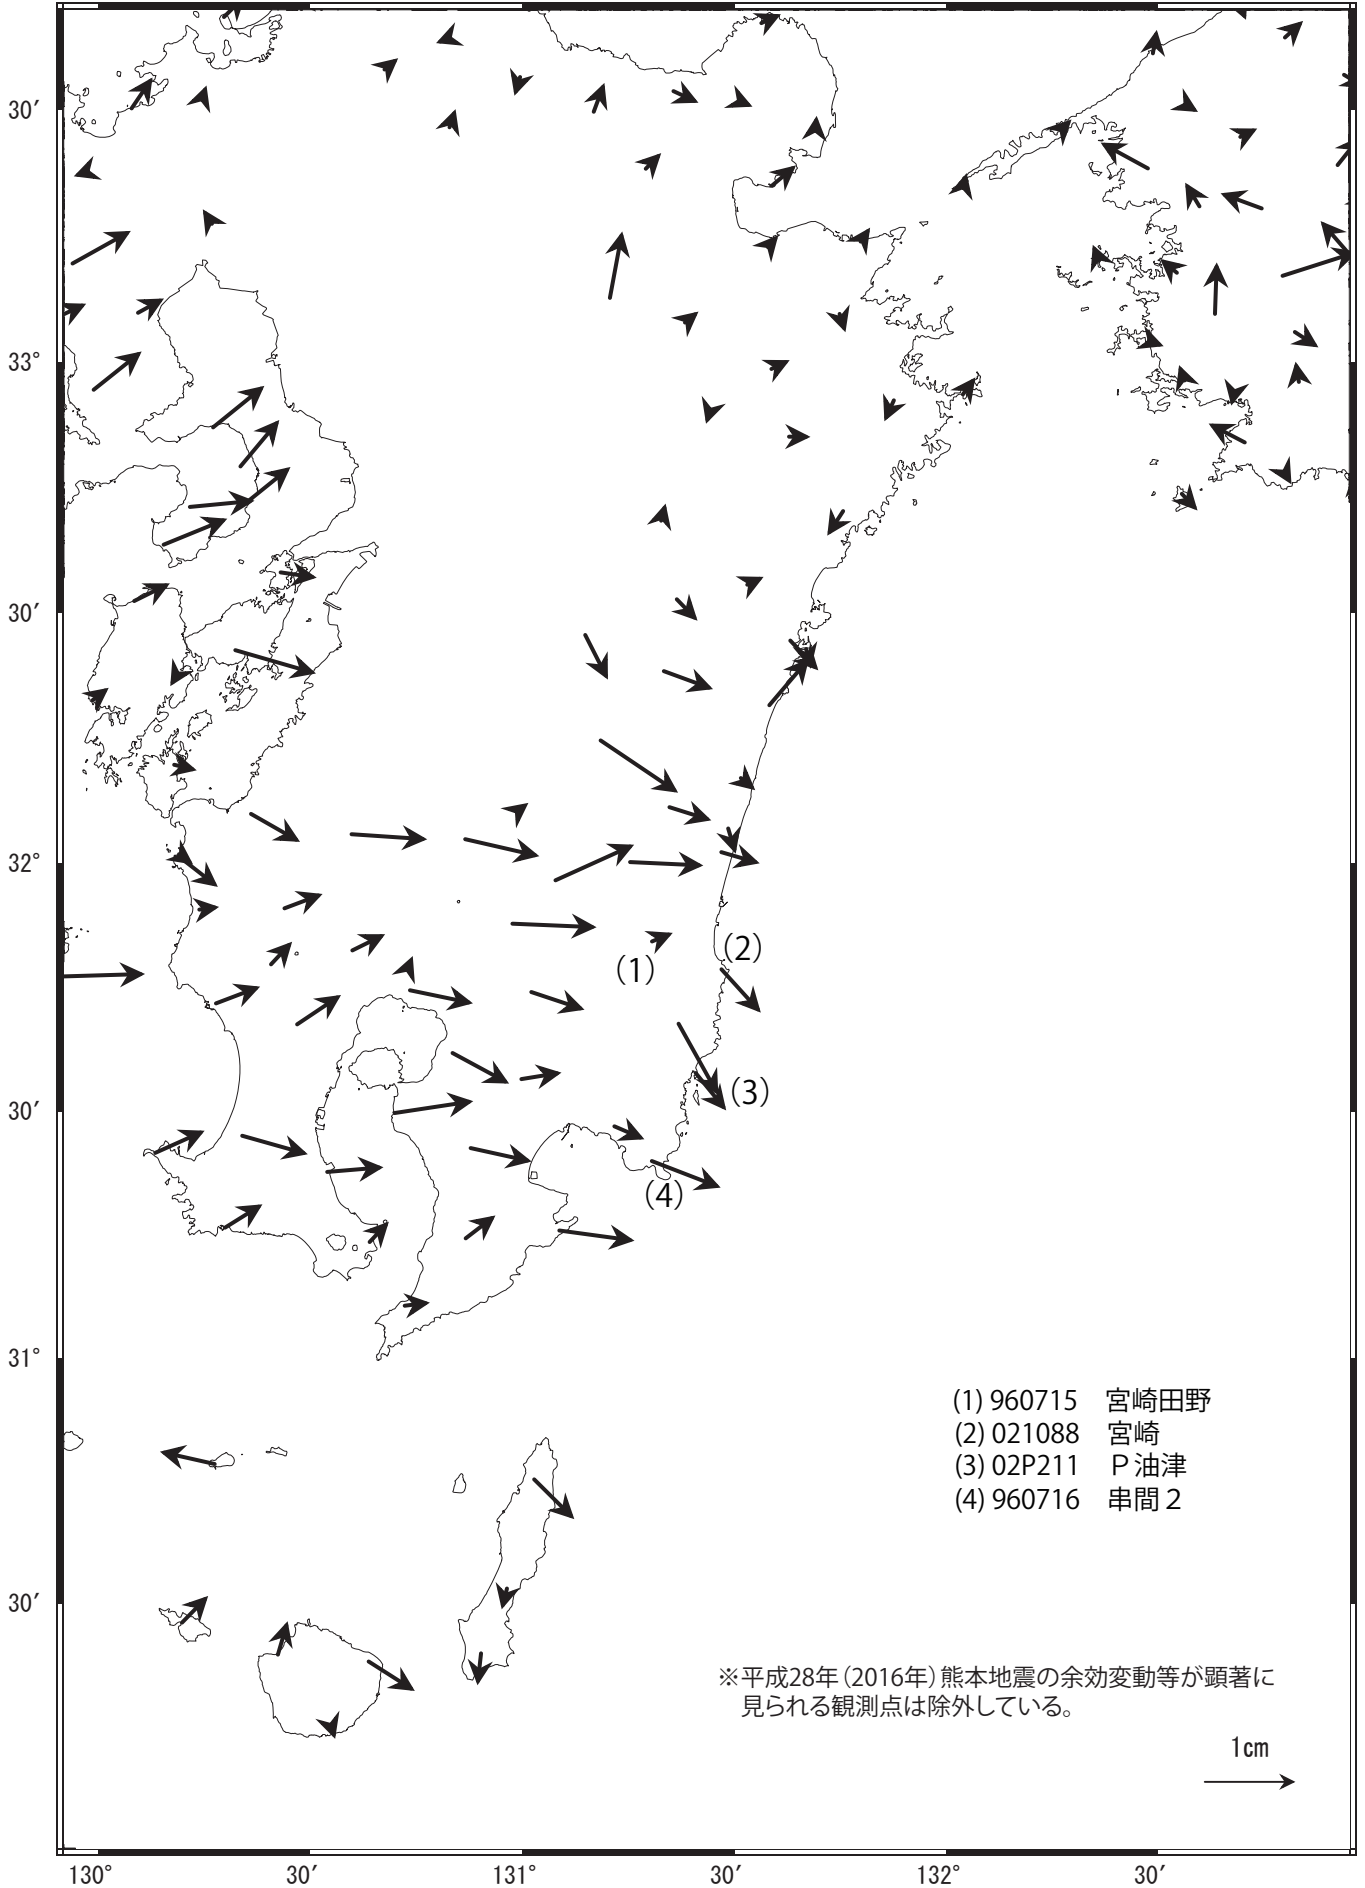 30′
33°
30′
32°
(1)
(2)
30′
(3)
(4)
31°
(1) 960715 宮崎田野
(2) 021088 宮崎
(3) 02P211 Ｐ油津
(4) 960716 串間２
30′
※平成28年（2016年）熊本地震の余効変動等が顕著に
見られる観測点は除外している。
1cm
130° 30′ 131° 30′ 132° 30′